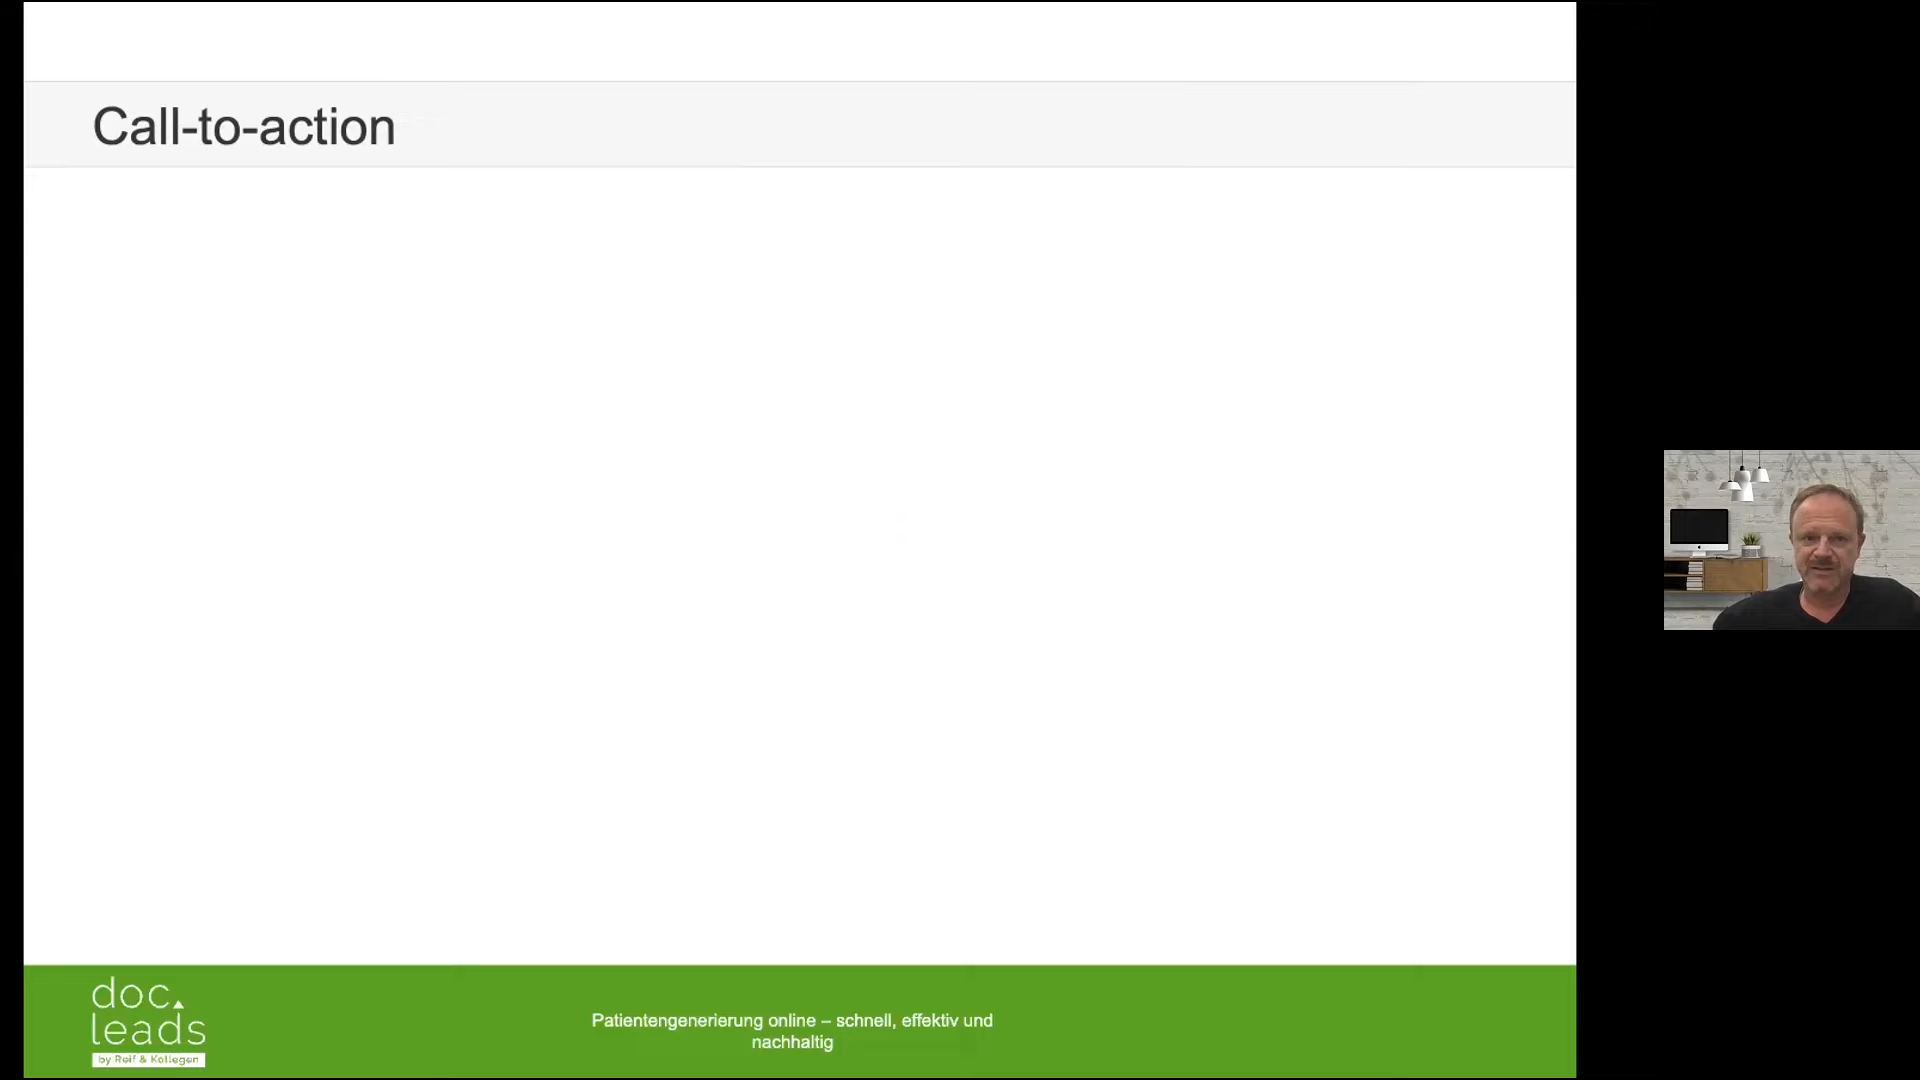 Call-to-action
doc.
leads
by Reif & Kollegen
Patientengenerierung online – schnell, effektiv und
nachhaltig